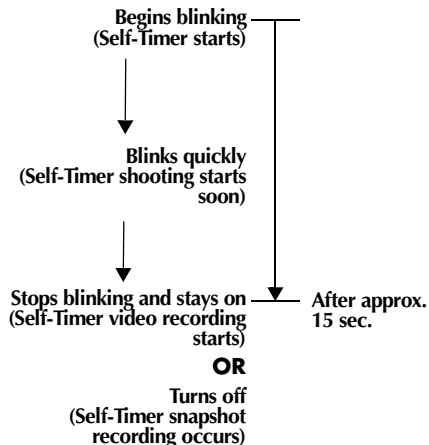 Begins blinking
(Self-Timer starts)
Blinks quickly
(Self-Timer shooting starts
soon)
Stops blinking and stays on
(Self-Timer video recording
starts)
After approx.
15 sec.
OR
Turns off
(Self-Timer snapshot
recording occurs)